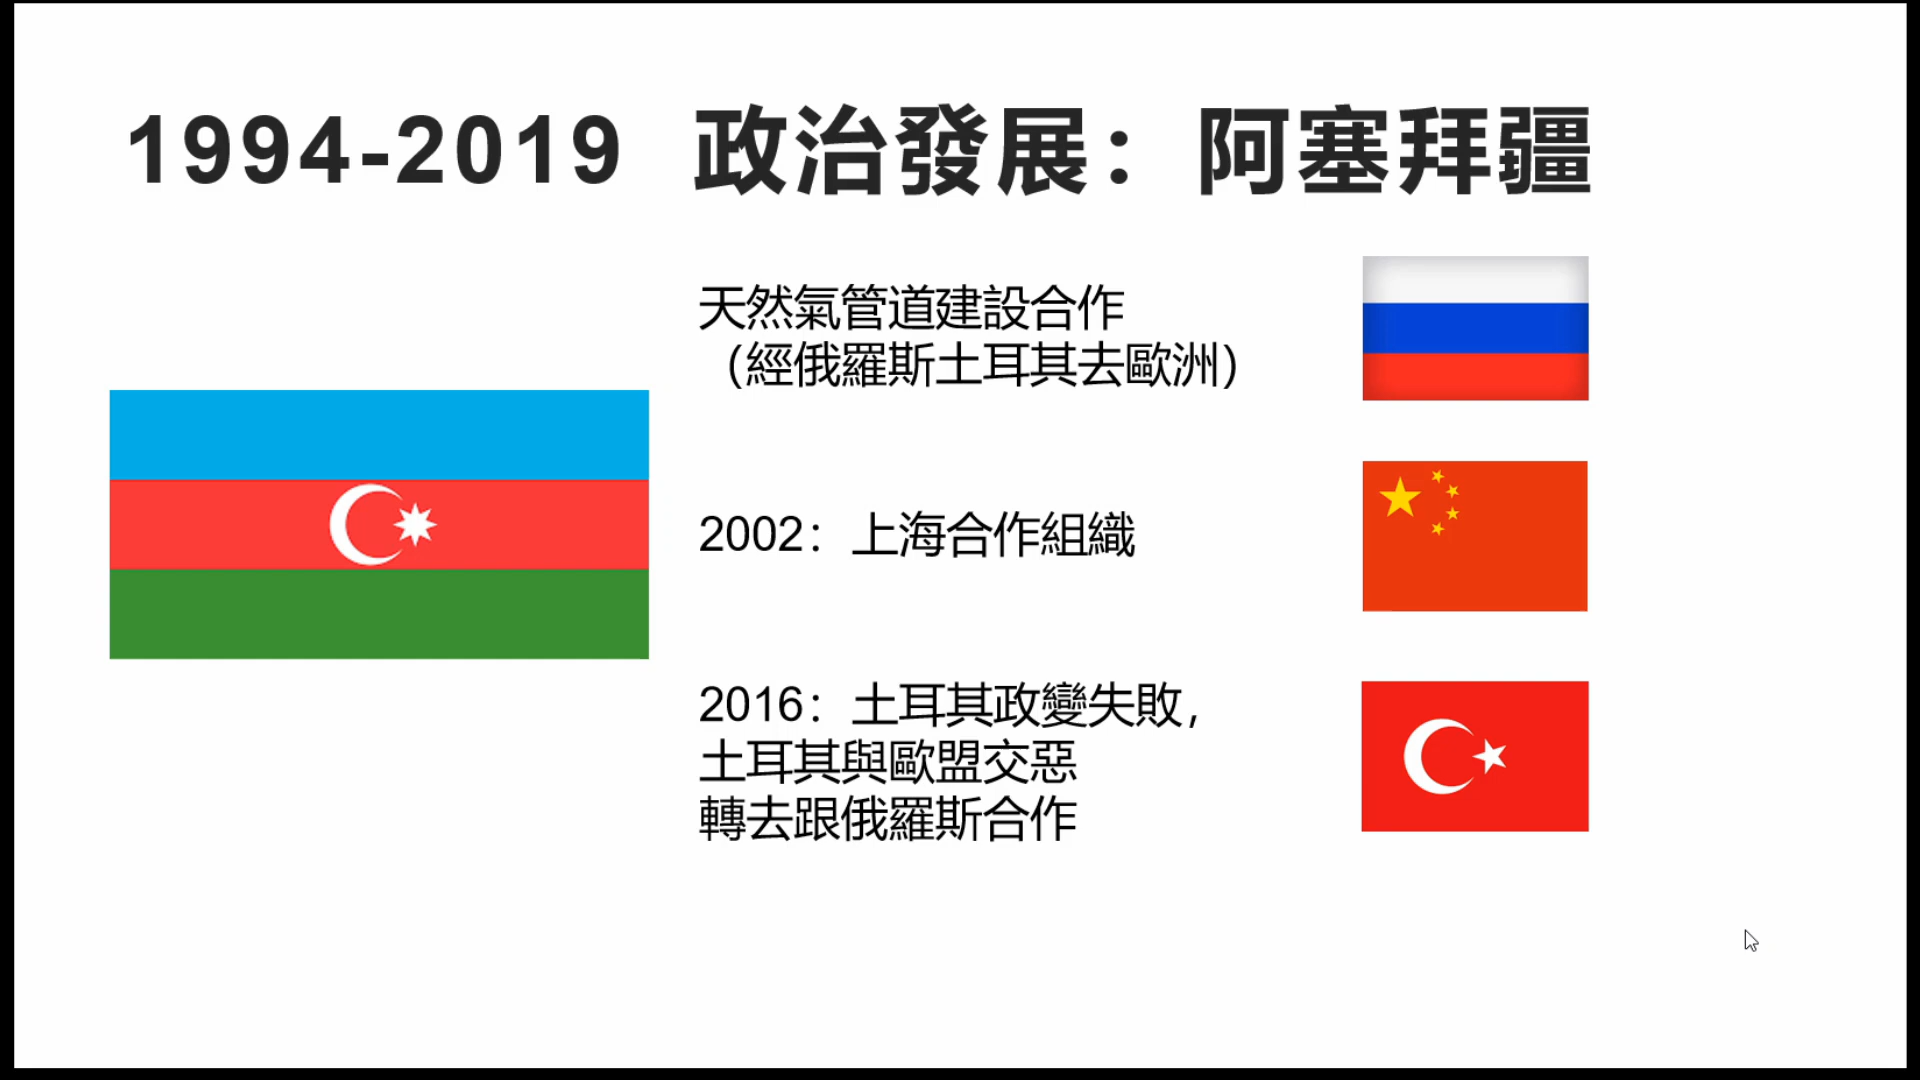 1994-2019 政治發展：阿塞拜疆
天然氣管道建設合作
（經俄羅斯土耳其去歐洲）
2002：上海合作組織
2016：土耳其政變失敗，
土耳其與歐盟交惡
轉去跟俄羅斯合作